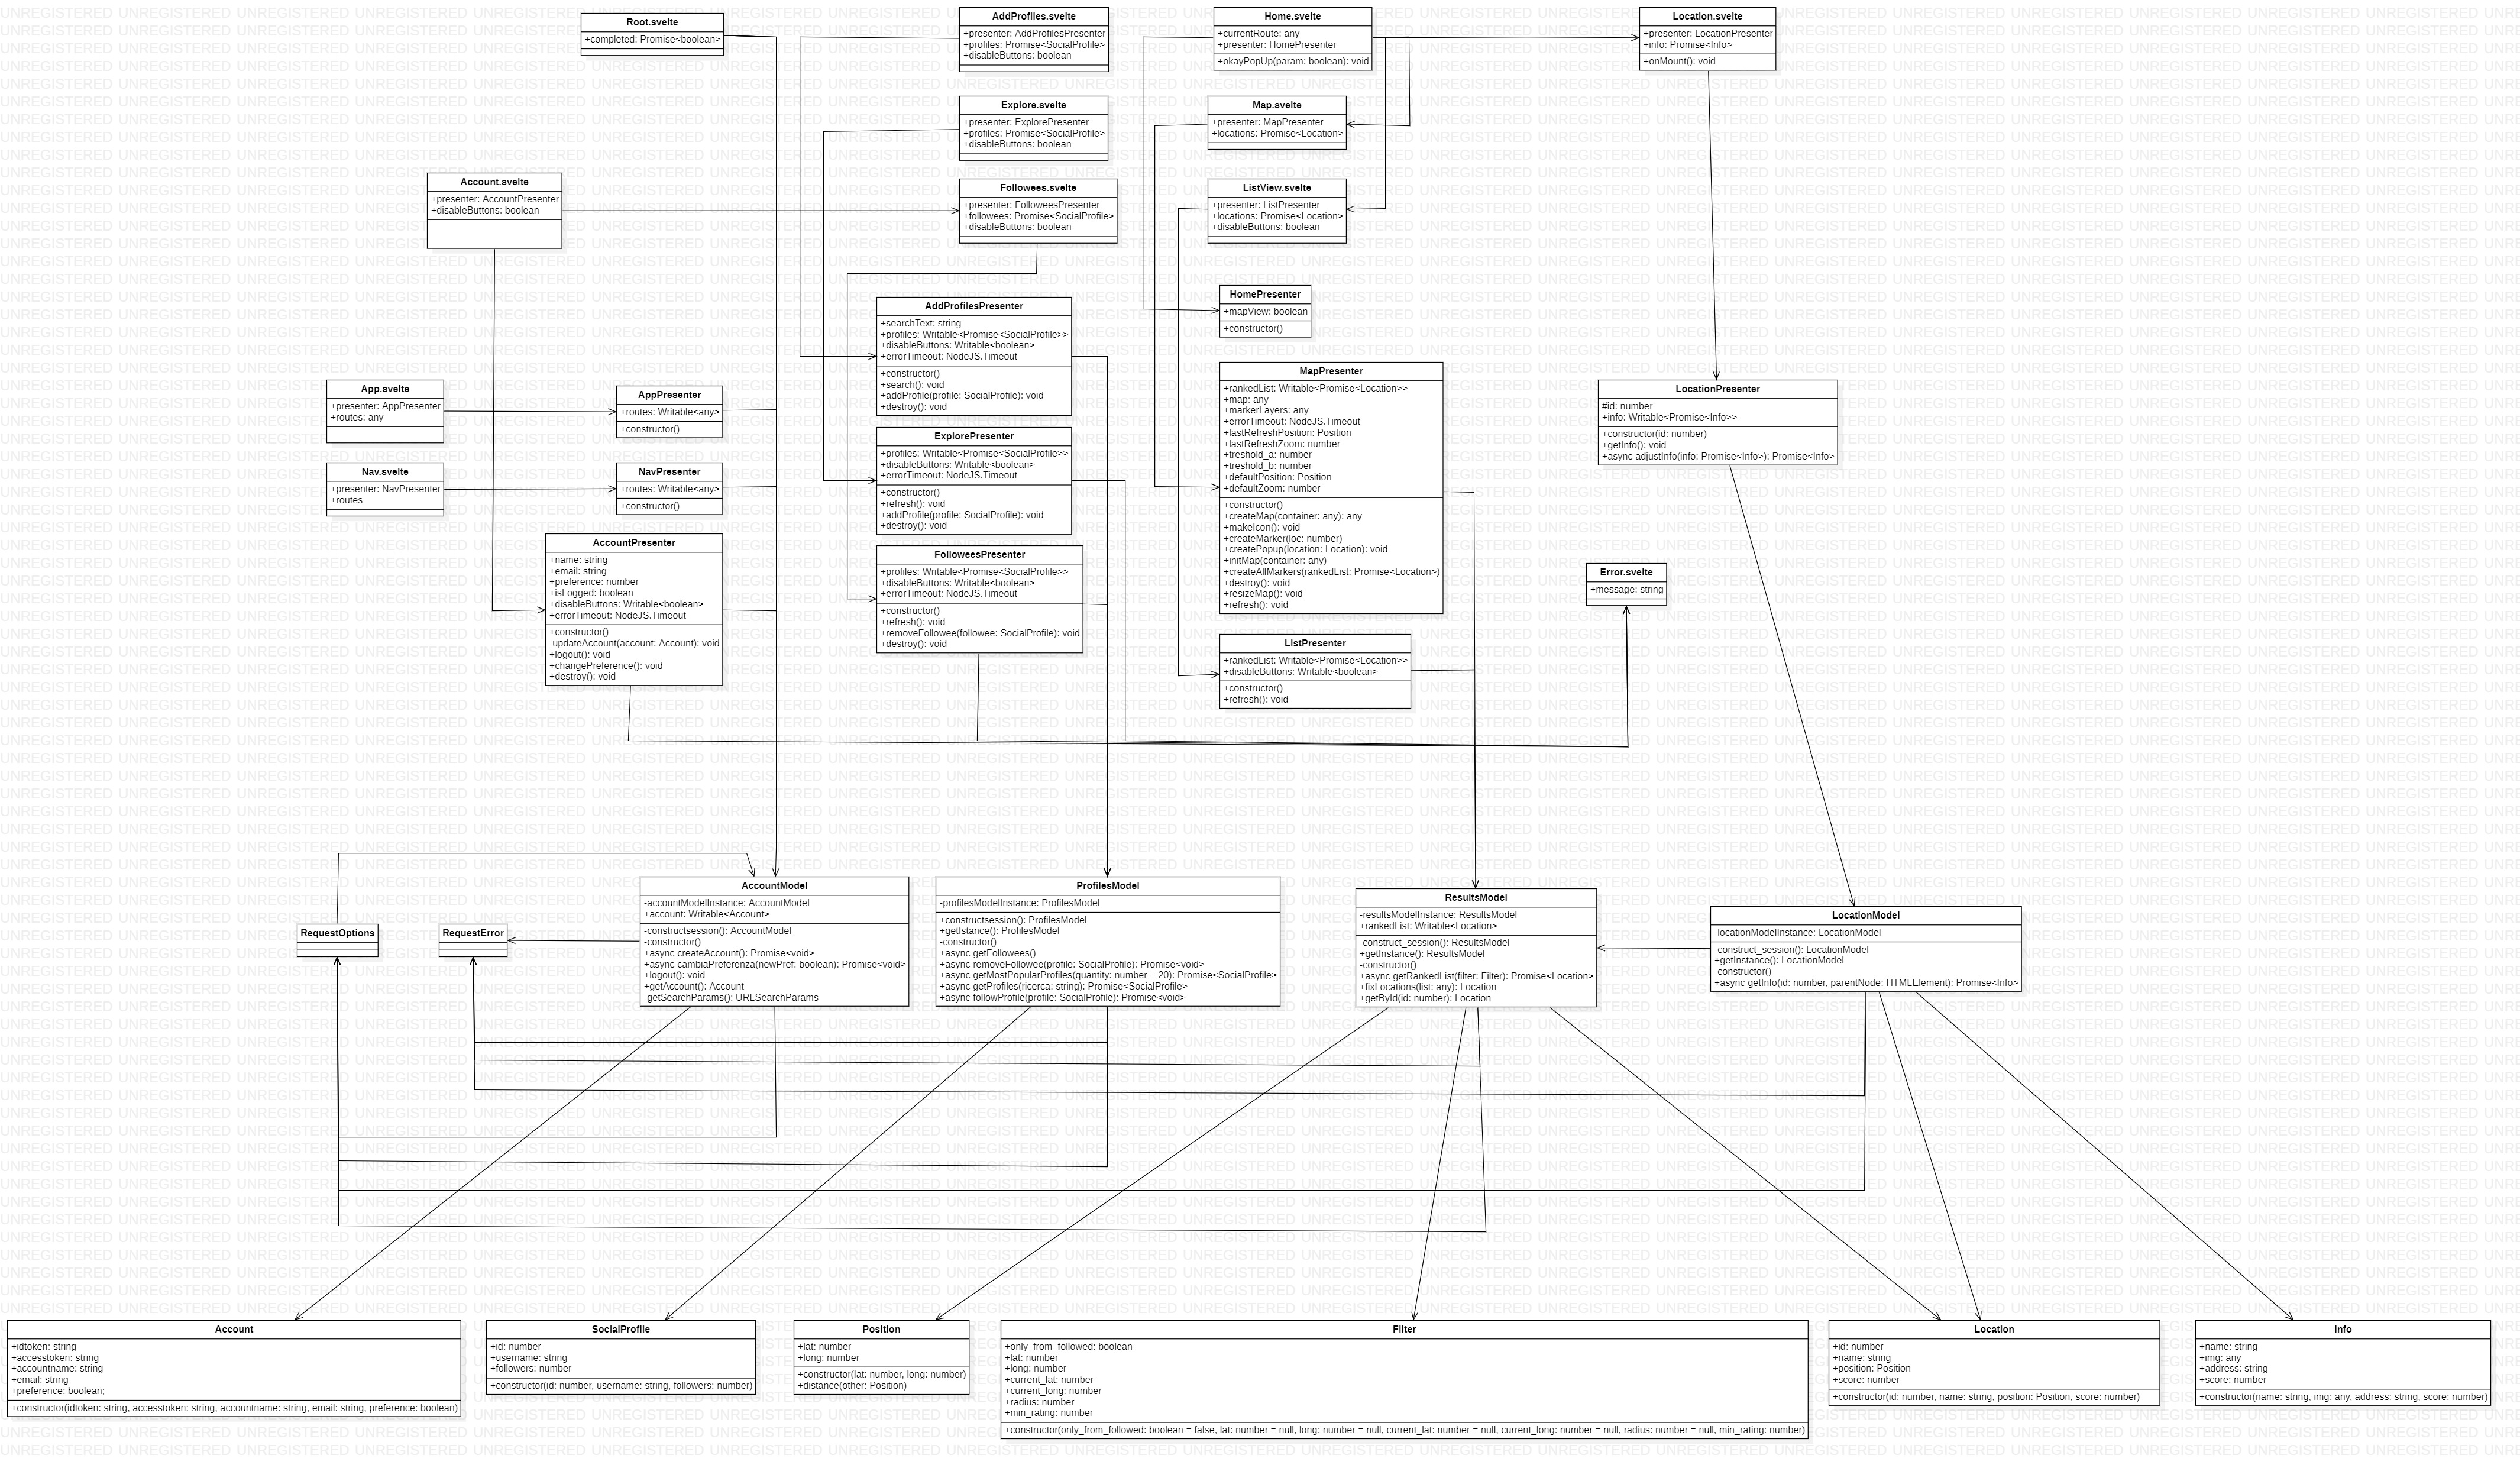 Root.svelte
+completed: Promise<boolean>
AddProfiles.svelte
+presenter: AddProfilesPresenter
+profiles: Promise<SocialProfile>
+disableButtons: boolean
Home.svelte
+currentRoute: any
+presenter: HomePresenter
+okayPopUp(param: boolean): void
Location.svelte
+presenter: LocationPresenter
+info: Promise<Info>
+onMount(): void
Explore.svelte
+presenter: ExplorePresenter
+profiles: Promise<SocialProfile>
+disableButtons: boolean
Map.svelte
+presenter: MapPresenter
+locations: Promise<Location>
Account.svelte
+presenter: AccountPresenter
+disableButtons: boolean
Followees.svelte
+presenter: FolloweesPresenter
+followees: Promise<SocialProfile>
+disableButtons: boolean
ListView.svelte
+presenter: ListPresenter
+locations: Promise<Location>
+disableButtons: boolean
HomePresenter
+mapView: boolean
+constructor()
AddProfilesPresenter
+searchText: string
+profiles: Writable<Promise<SocialProfile>>
+disableButtons: Writable<boolean>
+errorTimeout: NodeJS.Timeout
+constructor()
+search(): void
+addProfile(profile: SocialProfile): void
+destroy(): void
MapPresenter
+rankedList: Writable<Promise<Location>>
+map: any
+markerLayers: any
+errorTimeout: NodeJS.Timeout
+lastRefreshPosition: Position
+lastRefreshZoom: number
+treshold_a: number
+treshold_b: number
+defaultPosition: Position
+defaultZoom: number
+constructor()
+createMap(container: any): any
+makeIcon(): void
+createMarker(loc: number)
+createPopup(location: Location): void
+initMap(container: any)
+createAllMarkers(rankedList: Promise<Location>)
+destroy(): void
+resizeMap(): void
+refresh(): void
LocationPresenter
#id: number
+info: Writable<Promise<Info>>
+constructor(id: number)
+getInfo(): void
+async adjustInfo(info: Promise<Info>): Promise<Info>
App.svelte
+presenter: AppPresenter
+routes: any
AppPresenter
+routes: Writable<any>
+constructor()
ExplorePresenter
+profiles: Writable<Promise<SocialProfile>>
+disableButtons: Writable<boolean>
+errorTimeout: NodeJS.Timeout
+constructor()
+refresh(): void
+addProfile(profile: SocialProfile): void
+destroy(): void
Nav.svelte
+presenter: NavPresenter
+routes
NavPresenter
+routes: Writable<any>
+constructor()
AccountPresenter
+name: string
+email: string
+preference: number
+isLogged: boolean
+disableButtons: Writable<boolean>
+errorTimeout: NodeJS.Timeout
+constructor()
-updateAccount(account: Account): void
+logout(): void
+changePreference(): void
+destroy(): void
FolloweesPresenter
+profiles: Writable<Promise<SocialProfile>>
+disableButtons: Writable<boolean>
+errorTimeout: NodeJS.Timeout
+constructor()
+refresh(): void
+removeFollowee(followee: SocialProfile): void
+destroy(): void
Error.svelte
+message: string
ListPresenter
+rankedList: Writable<Promise<Location>>
+disableButtons: Writable<boolean>
+constructor()
+refresh(): void
RequestOptions
RequestError
AccountModel
-accountModelInstance: AccountModel
+account: Writable<Account>
-constructsession(): AccountModel
-constructor()
+async createAccount(): Promise<void>
+async cambiaPreferenza(newPref: boolean): Promise<void>
+logout(): void
+getAccount(): Account
-getSearchParams(): URLSearchParams
ProfilesModel
-profilesModelInstance: ProfilesModel
+constructsession(): ProfilesModel
+getIstance(): ProfilesModel
-constructor()
+async getFollowees()
+async removeFollowee(profile: SocialProfile): Promise<void>
+async getMostPopularProfiles(quantity: number = 20): Promise<SocialProfile>
+async getProfiles(ricerca: string): Promise<SocialProfile>
+async followProfile(profile: SocialProfile): Promise<void>
ResultsModel
-resultsModelInstance: ResultsModel
+rankedList: Writable<Location>
-construct_session(): ResultsModel
+getInstance(): ResultsModel
-constructor()
+async getRankedList(filter: Filter): Promise<Location>
+fixLocations(list: any): Location
+getById(id: number): Location
LocationModel
-locationModelInstance: LocationModel
-construct_session(): LocationModel
+getInstance(): LocationModel
-constructor()
+async getInfo(id: number, parentNode: HTMLElement): Promise<Info>
Account
+idtoken: string
+accesstoken: string
+accountname: string
+email: string
+preference: boolean;
+constructor(idtoken: string, accesstoken: string, accountname: string, email: string, preference: boolean)
SocialProfile
+id: number
+username: string
+followers: number
+constructor(id: number, username: string, followers: number)
Position
+lat: number
+long: number
+constructor(lat: number, long: number)
+distance(other: Position)
Filter
+only_from_followed: boolean
+lat: number
+long: number
+current_lat: number
+current_long: number
+radius: number
+min_rating: number
+constructor(only_from_followed: boolean = false, lat: number = null, long: number = null, current_lat: number = null, current_long: number = null, radius: number = null, min_rating: number)
Location
+id: number
+name: string
+position: Position
+score: number
+constructor(id: number, name: string, position: Position, score: number)
Info
+name: string
+img: any
+address: string
+score: number
+constructor(name: string, img: any, address: string, score: number)